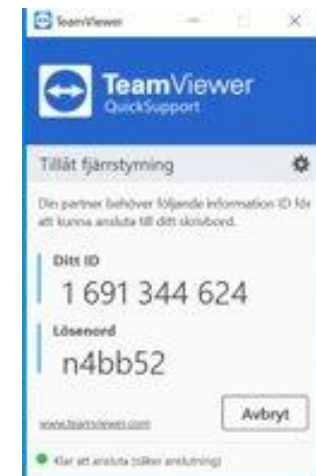 TeamViewer
TeamViewer
QuickSupport
Tillåt fjärrstyrning
Din partner behöver följande information ID för
att kunna ansluta till ditt skrivbord.
Ditt ID
1 691 344 624
Lösenord
n4bb52
www.teamviewer.com
Avbryt
Klar att ansluta (säker anslutning)